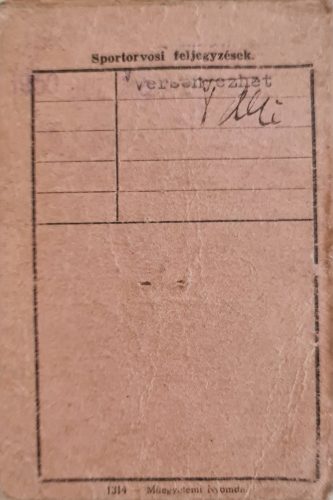 Sportorvosi feljegyzések.
Versenyezhet
1314 — Műegyetemi Nyomda